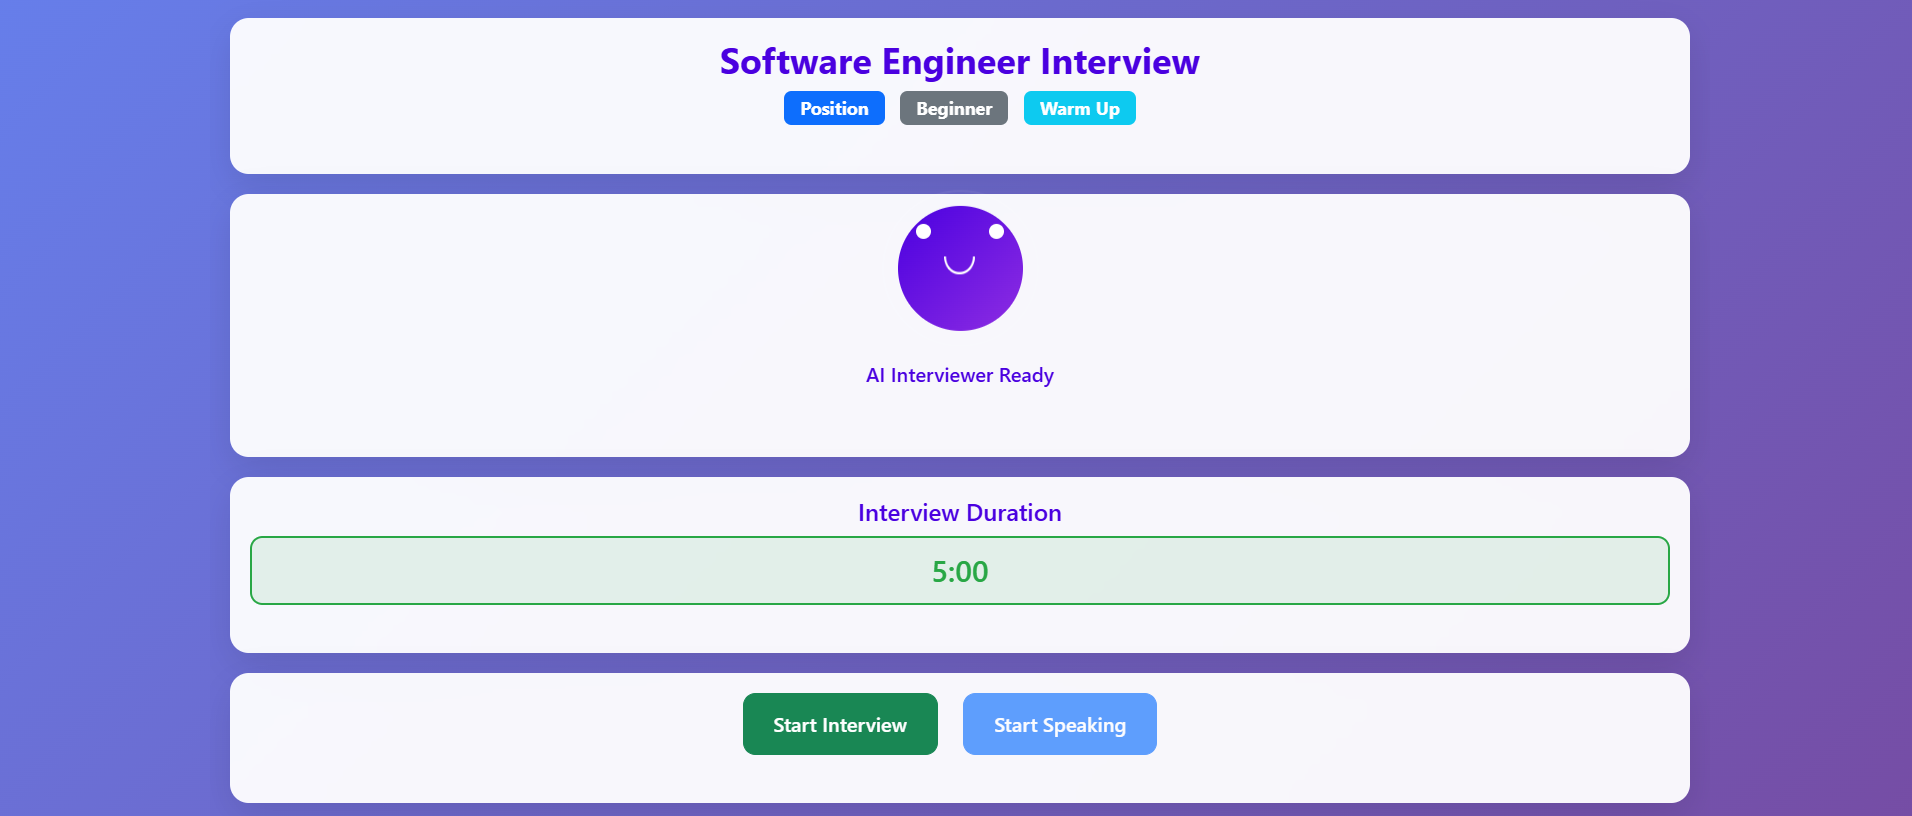 Software Engineer Interview
Position Beginner Warm Up
AI Interviewer Ready
Interview Duration
5:00
Start Interview Start Speaking